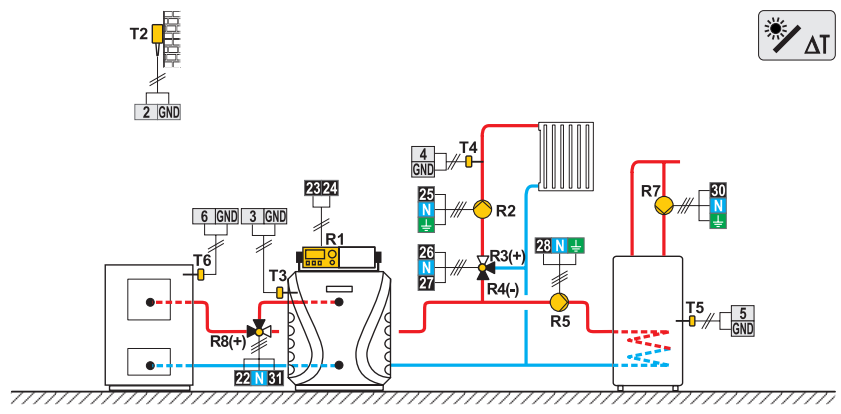 T2
ΔT
2 GND
T4
4
GND
R7
30
N
23 24
25
N
R2
6 GND
3 GND
R1
28 N
26
N
27
R3(+)
T6
T3
R4(-)
T5
5
GND
R5
R8(+)
22 N 31